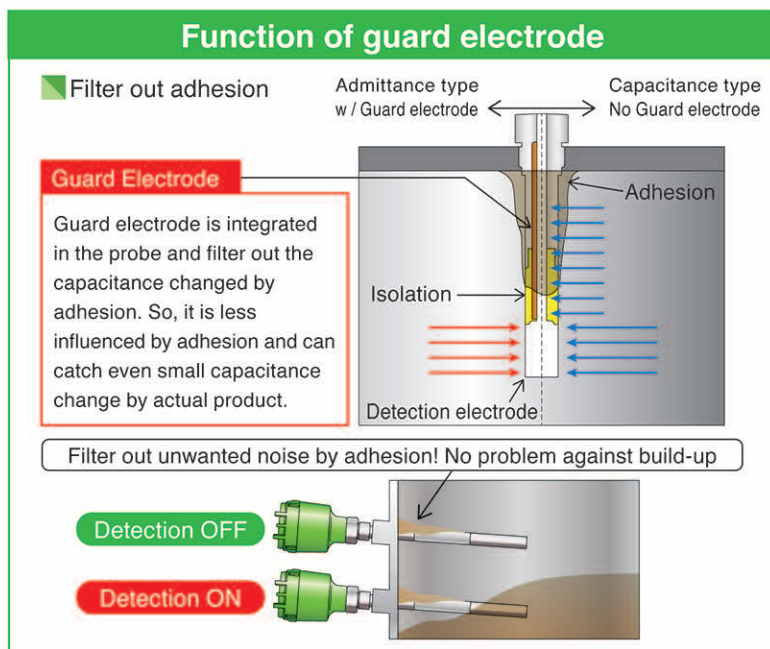 Function of guard electrode
Filter out adhesion
Admittance type
w / Guard electrode
Capacitance type
No Guard electrode
Guard Electrode
Guard electrode is integrated
in the probe and filter out the
capacitance changed by
adhesion. So, it is less
influenced by adhesion and can
catch even small capacitance
change by actual product.
Adhesion
Isolation
Detection electrode
Filter out unwanted noise by adhesion! No problem against build-up
Detection OFF
Detection ON